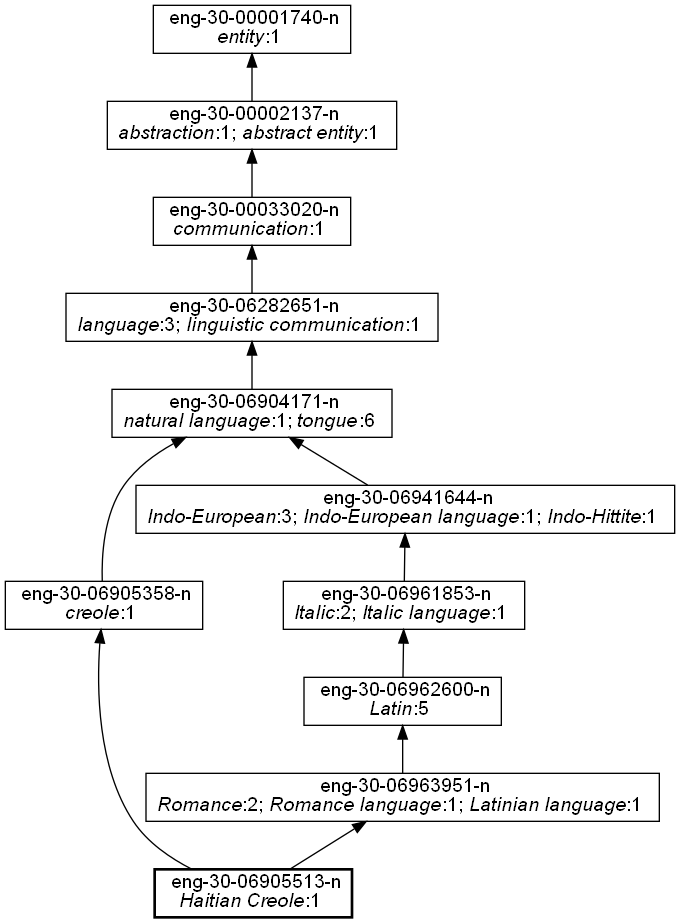 eng-30-00001740-n
entity:1
eng-30-00002137-n
abstraction:1; abstract entity:1
eng-30-00033020-n
communication:1
eng-30-06282651-n
language:3; linguistic communication:1
eng-30-06904171-n
natural language:1; tongue:6
eng-30-06941644-n
Indo-European:3; Indo-European language:1; Indo-Hittite:1
eng-30-06905358-n
creole:1
eng-30-06961853-n
Italic:2; Italic language:1
eng-30-06962600-n
Latin:5
eng-30-06963951-n
Romance:2; Romance language:1; Latinian language:1
eng-30-06905513-n
Haitian Creole:1